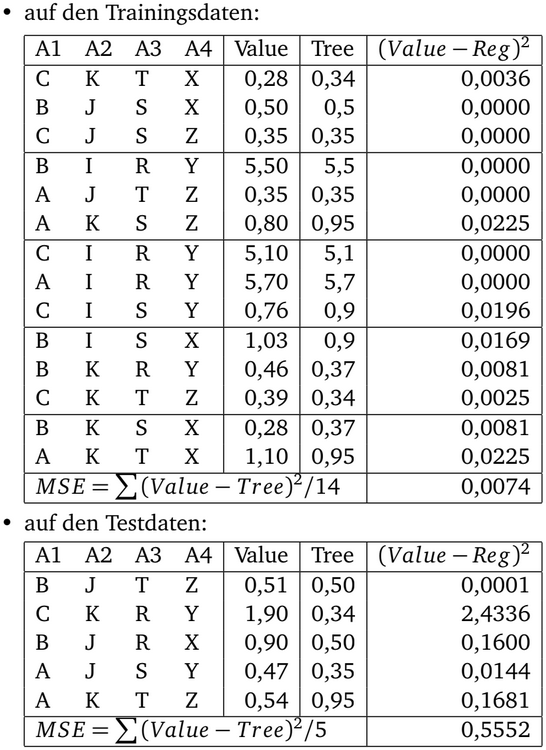 • auf den Trainingsdaten:
A1 A2 A3 A4 Value Tree (Value − Reg)²
C K T X 0,28 0,34 0,0036
B J S X 0,50 0,5 0,0000
C J S Z 0,35 0,35 0,0000
B I R Y 5,50 5,5 0,0000
A J T Z 0,35 0,35 0,0000
A K S Z 0,80 0,95 0,0225
C I R Y 5,10 5,1 0,0000
A I R Y 5,70 5,7 0,0000
C I S Y 0,76 0,9 0,0196
B I S X 1,03 0,9 0,0169
B K R Y 0,46 0,37 0,0081
C K T Z 0,39 0,34 0,0025
B K S X 0,28 0,37 0,0081
A K T X 1,10 0,95 0,0225
MSE = ∑(Value − Tree)²/14 0,0074
• auf den Testdaten:
A1 A2 A3 A4 Value Tree (Value − Reg)²
B J T Z 0,51 0,50 0,0001
C K R Y 1,90 0,34 2,4336
B J R X 0,90 0,50 0,1600
A J S Y 0,47 0,35 0,0144
A K T Z 0,54 0,95 0,1681
MSE = ∑(Value − Tree)²/5 0,5552